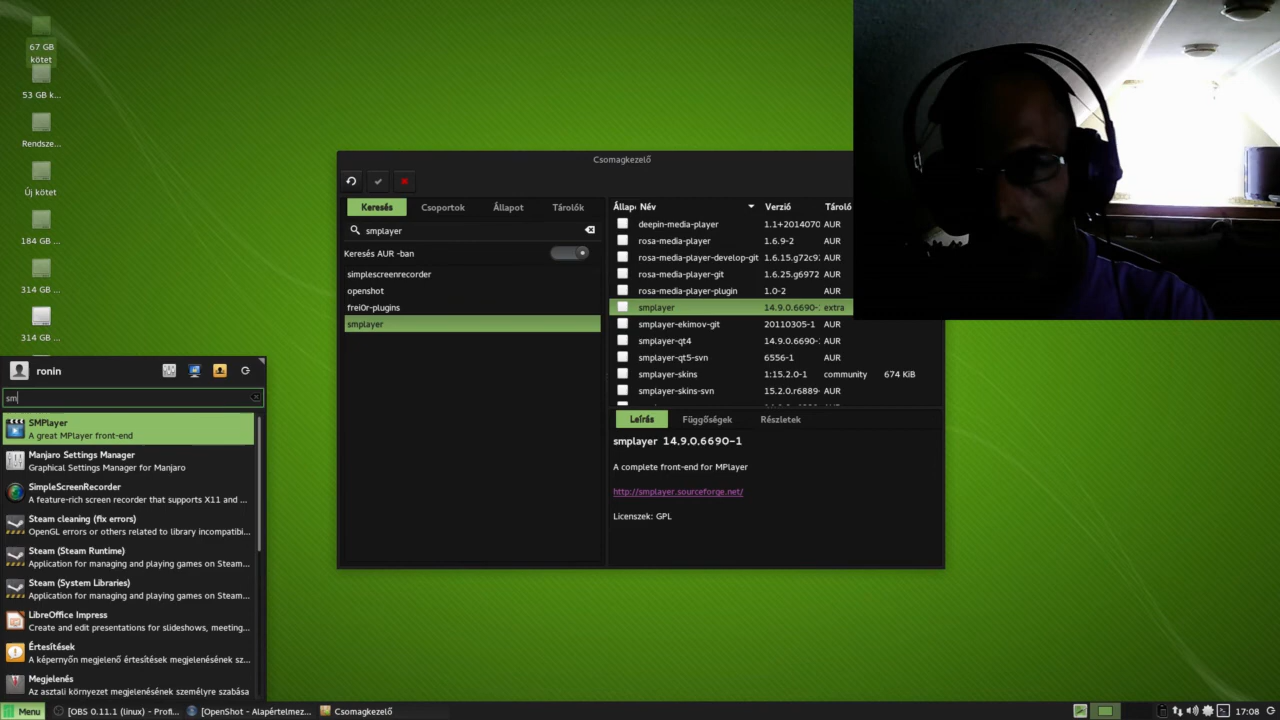 67 GB
kötet
53 GB k...
Rendsze...
Új kötet
184 GB ...
314 GB ...
314 GB ...
Csomagkezelő
Keresés
Csoportok
Állapot
Tárolók
smplayer
Keresés AUR -ban
simplescreenrecorder
openshot
frei0r-plugins
smplayer
Név Verzió
deepin-media-player 1.1+2014070 AUR
rosa-media-player 1.6.9-2 AUR
rosa-media-player-develop-git 1.6.15.g72c9 AUR
rosa-media-player-git 1.6.25.g6972 AUR
rosa-media-player-plugin 1.0-2 AUR
smplayer 14.9.0.6690- extra
smplayer-ekimov-git 20110305-1 AUR
smplayer-qt4 14.9.0.6690- AUR
smplayer-qt5-svn 6556-1 AUR
smplayer-skins 1:15.2.0-1 community 674 KiB
smplayer-skins-svn 15.2.0.r6889- AUR
Leírás
Függőségek
Részletek
smplayer 14.9.0.6690-1
A complete front-end for MPlayer
http://smplayer.sourceforge.net/
Licenszek: GPL
ronin
sm
SMPlayer
A great MPlayer front-end
Manjaro Settings Manager
Graphical Settings Manager for Manjaro
SimpleScreenRecorder
A feature-rich screen recorder that supports X11 and ...
Steam cleaning (fix errors)
OpenGL errors or others related to library incompatibi...
Steam (Steam Runtime)
Application for managing and playing games on Steam...
Steam (System Libraries)
Application for managing and playing games on Steam...
LibreOffice Impress
Create and edit presentations for slideshows, meeting...
Értesítések
A képernyőn megjelenő értesítések megjelenésének sz...
Megjelenés
Az asztali környezet megjelenésének személyre szabása
Menu
[OBS 0.11.1 (linux) - Profi...
[OpenShot - Alapértelmez...
Csomagkezelő
17:08